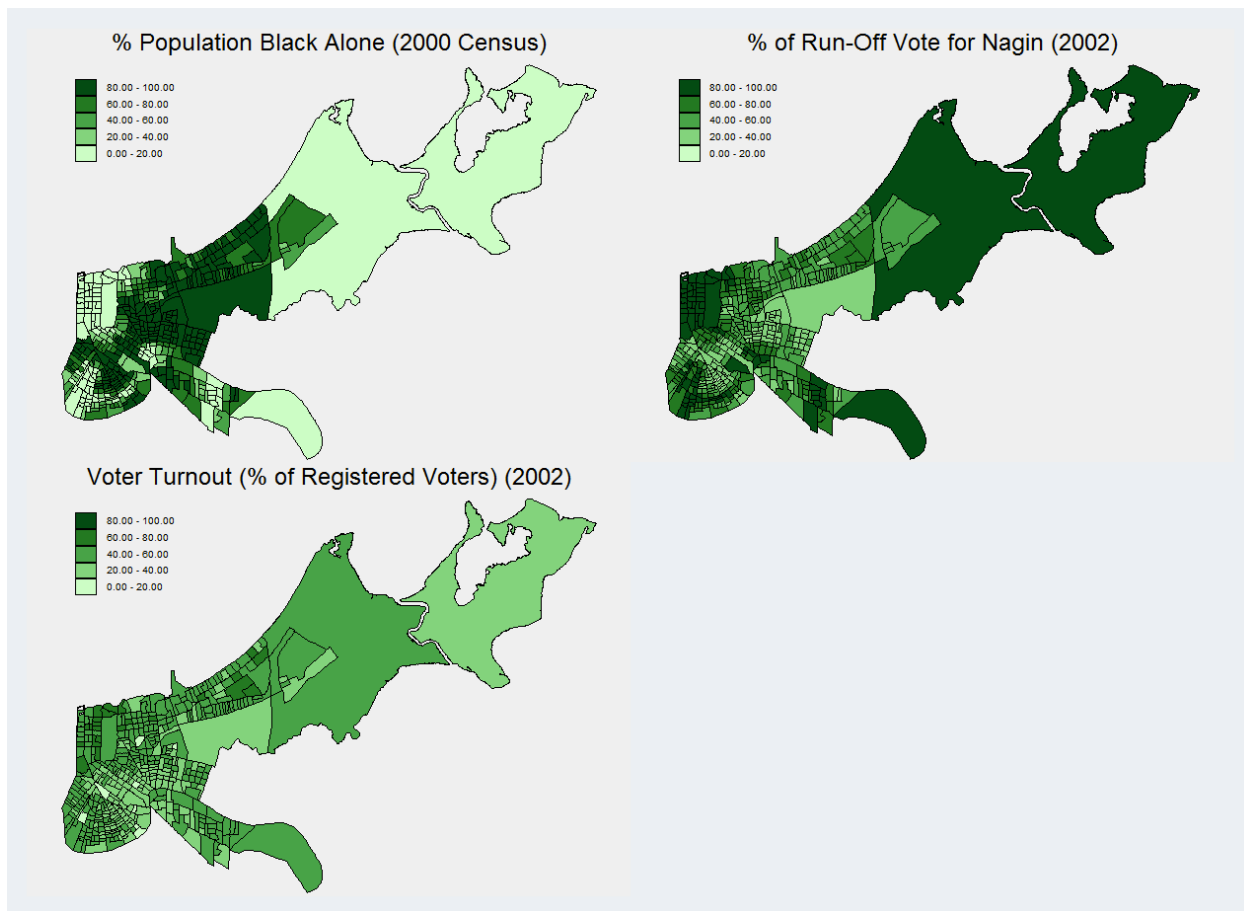 % Population Black Alone (2000 Census)
80.00 - 100.00
60.00 - 80.00
40.00 - 60.00
20.00 - 40.00
0.00 - 20.00
% of Run-Off Vote for Nagin (2002)
80.00 - 100.00
60.00 - 80.00
40.00 - 60.00
20.00 - 40.00
0.00 - 20.00
Voter Turnout (% of Registered Voters) (2002)
80.00 - 100.00
60.00 - 80.00
40.00 - 60.00
20.00 - 40.00
0.00 - 20.00